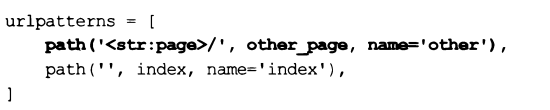 urlpatterns = [
    path('<str:page>/', other_page, name='other'),
    path('', index, name='index'),
]